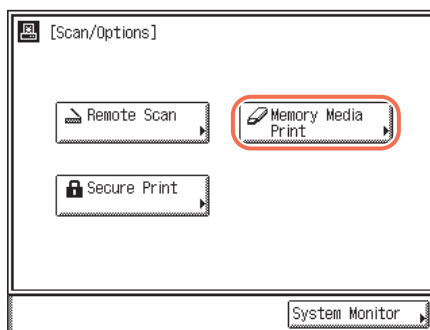 [Scan/Options]
Remote Scan
Memory Media
Print
Secure Print
System Monitor